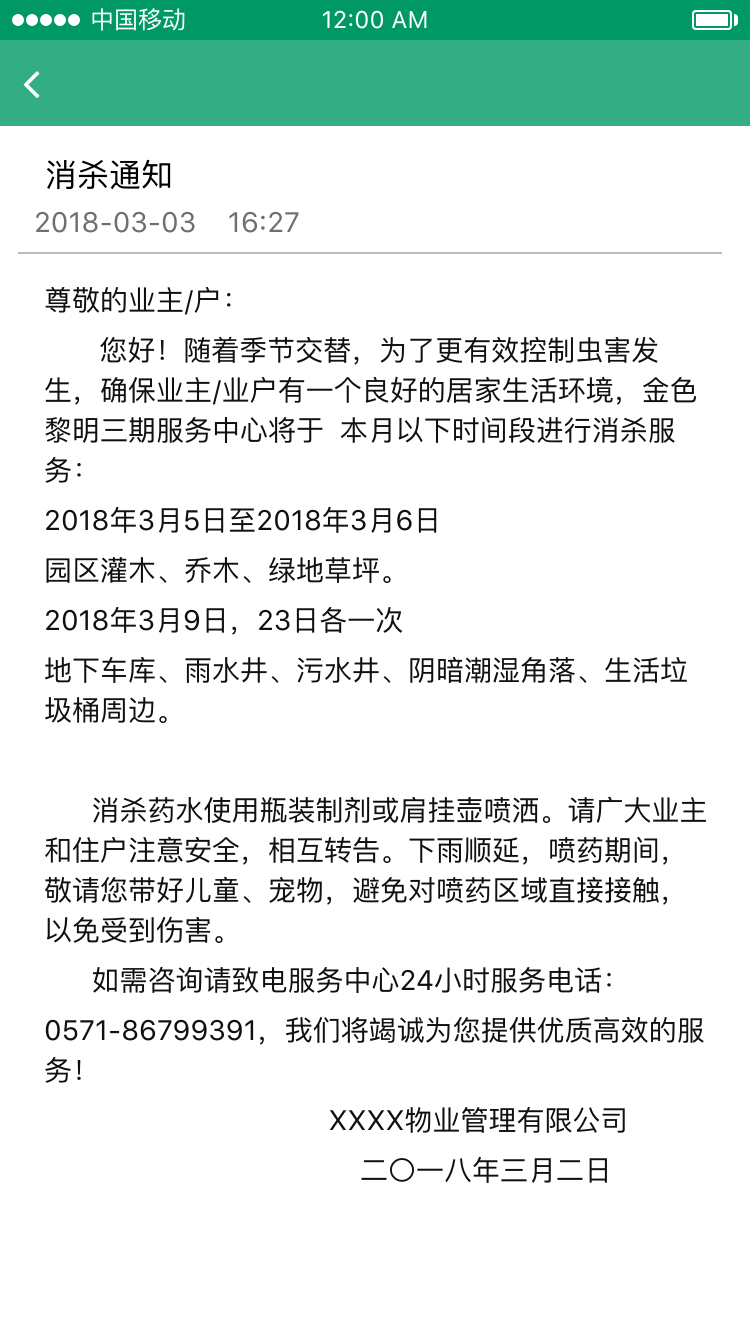 中国移动 12:00 AM
消杀通知
2018-03-03 16:27
尊敬的业主/户：
您好！随着季节交替，为了更有效控制虫害发
生，确保业主/业户有一个良好的居家生活环境，金色
黎明三期服务中心将于 本月以下时间段进行消杀服
务：
2018年3月5日至2018年3月6日
园区灌木、乔木、绿地草坪。
2018年3月9日，23日各一次
地下车库、雨水井、污水井、阴暗潮湿角落、生活垃
圾桶周边。
消杀药水使用瓶装制剂或肩挂壶喷洒。请广大业主
和住户注意安全，相互转告。下雨顺延，喷药期间，
敬请您带好儿童、宠物，避免对喷药区域直接接触，
以免受到伤害。
如需咨询请致电服务中心24小时服务电话：
0571-86799391，我们将竭诚为您提供优质高效的服
务！
XXXX物业管理有限公司
二〇一八年三月二日